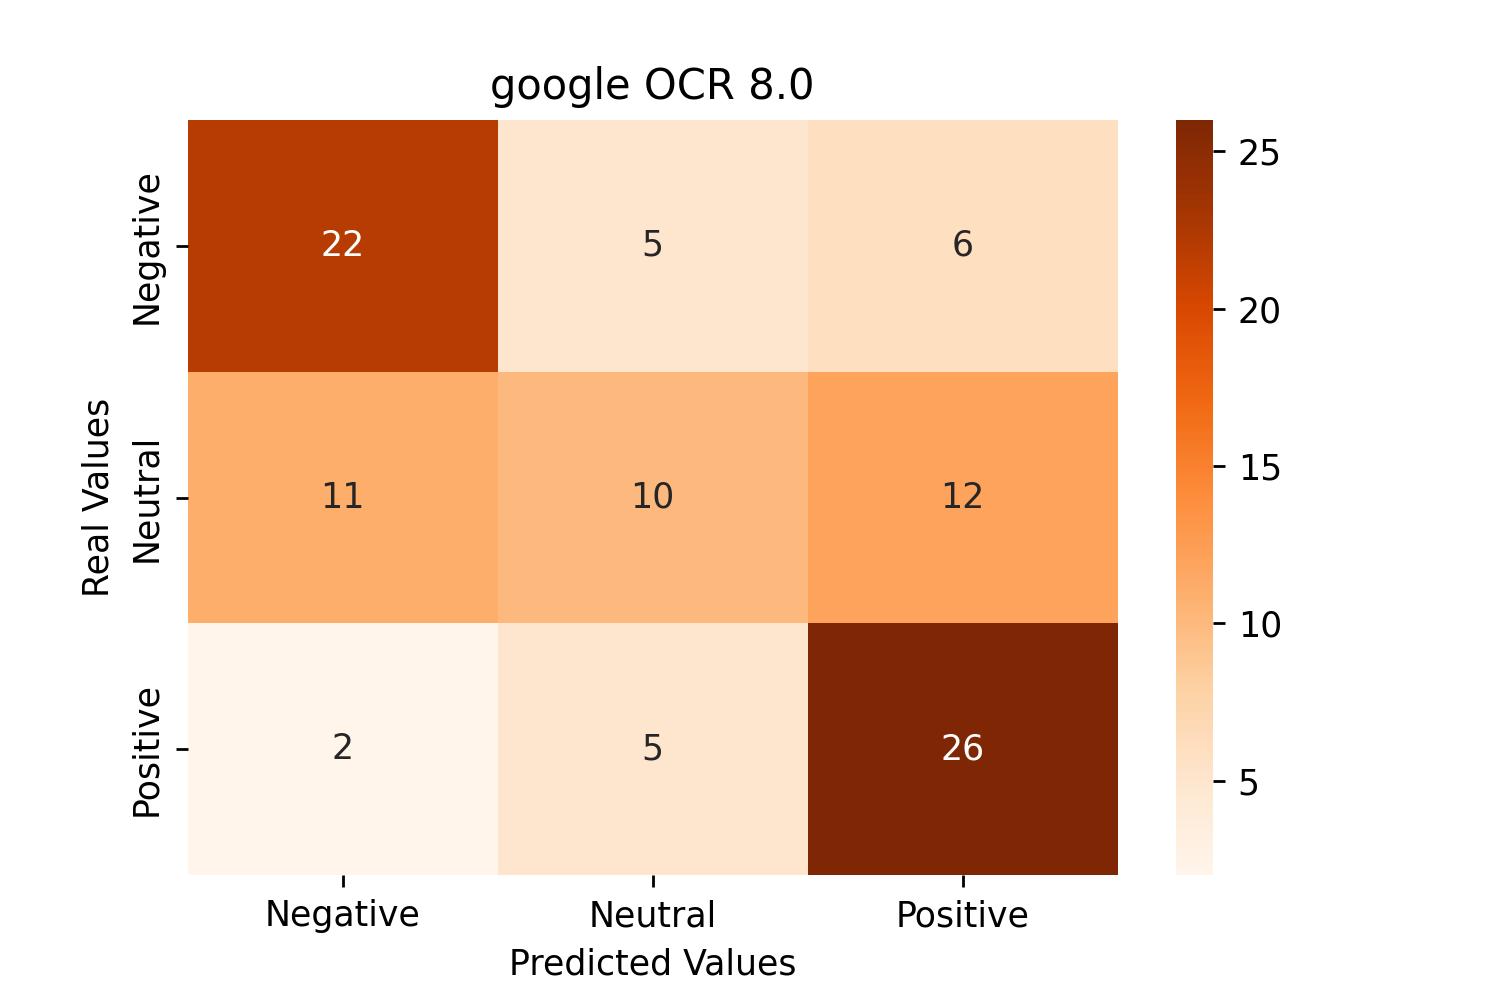 google OCR 8.0
Real Values
Negative
22 5 6
Neutral
11 10 12
Positive
2 5 26
Negative Neutral Positive
Predicted Values
25
20
15
10
5